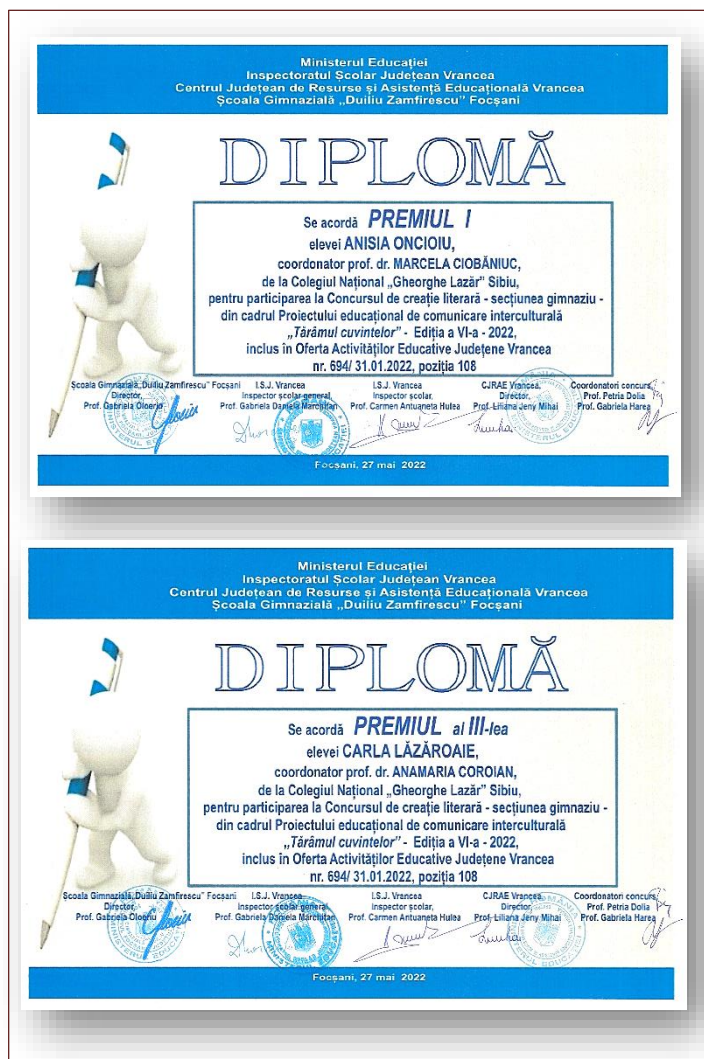 Ministerul Educației
Inspectoratul Școlar Județean Vrancea
Centrul Județean de Resurse și Asistență Educațională Vrancea
Școala Gimnazială „Duiliu Zamfirescu” Focșani
DIPLOMĂ
Se acordă PREMIUL I
elevei ANISIA ONCIOIU,
coordonator prof. dr. MARCELA CIOBĂNIUC,
de la Colegiul Național „Gheorghe Lazăr” Sibiu,
pentru participarea la Concursul de creație literară - secțiunea gimnaziu -
din cadrul Proiectului educațional de comunicare interculturală
„Tărâmul cuvintelor” - Ediția a VI-a - 2022,
inclus în Oferta Activităților Educative Județene Vrancea
nr. 694/ 31.01.2022, poziția 108
Școala Gimnazială „Duiliu Zamfirescu” Focșani I.S.J. Vrancea I.S.J. Vrancea CJRAE Vrancea, Coordonatori concurs,
Director, Inspector școlar general, Inspector școlar, Director, Prof. Petria Dolia
Prof. Gabriela Prof. Gabriela Daniela Prof. Carmen Antuaneta Hulea Prof. Liliana Jeny Mihai Prof. Gabriela Harea
Focșani, 27 mai 2022
Ministerul Educației
Inspectoratul Școlar Județean Vrancea
Centrul Județean de Resurse și Asistență Educațională Vrancea
Școala Gimnazială „Duiliu Zamfirescu” Focșani
DIPLOMĂ
Se acordă PREMIUL al III-lea
elevei CARLA LĂZĂROAIE,
coordonator prof. dr. ANAMARIA COROIAN,
de la Colegiul Național „Gheorghe Lazăr” Sibiu,
pentru participarea la Concursul de creație literară - secțiunea gimnaziu -
din cadrul Proiectului educațional de comunicare interculturală
„Tărâmul cuvintelor” - Ediția a VI-a - 2022,
inclus în Oferta Activităților Educative Județene Vrancea
nr. 694/ 31.01.2022, poziția 108
Școala Gimnazială „Duiliu Zamfirescu” Focșani I.S.J. Vrancea I.S.J. Vrancea CJRAE Vrancea, Coordonatori concurs,
Director, Inspector școlar general, Inspector școlar, Director, Prof. Petria Dolia
Prof. Gabriela Prof. Gabriela Daniela Prof. Carmen Antuaneta Hulea Prof. Liliana Jeny Mihai Prof. Gabriela Harea
Focșani, 27 mai 2022